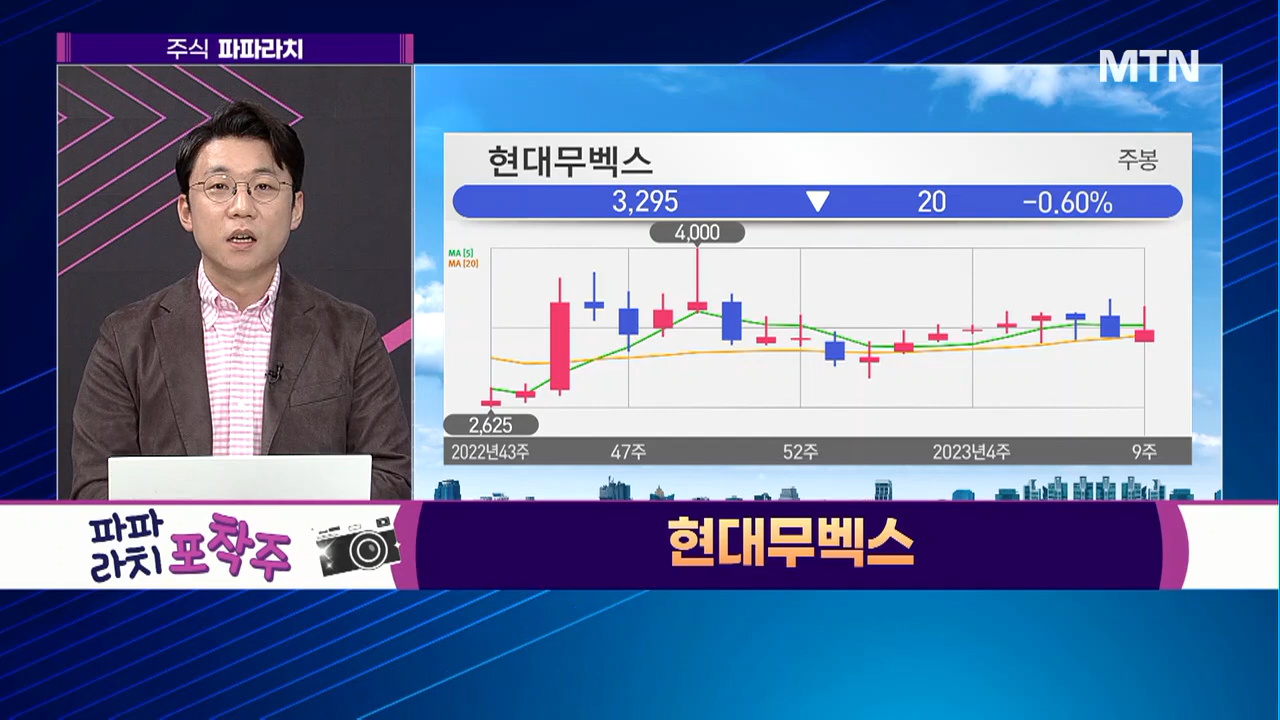 주식 파파라치
MTN
현대무벡스
주봉
3,295 ▼ 20 -0.60%
4,000
MA [5]
MA [20]
2,625
2022년43주 47주 52주 2023년4주 9주
파파
라치 포착주
현대무벡스